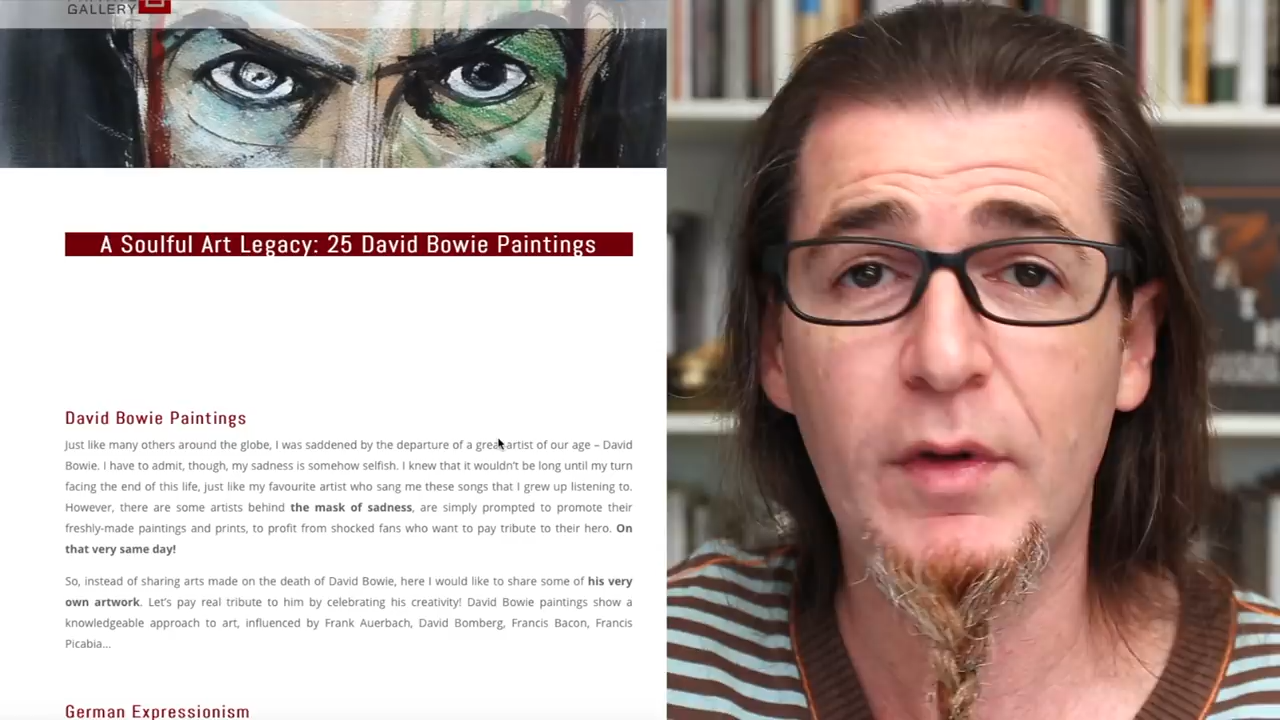 GALLERY
A Soulful Art Legacy: 25 David Bowie Paintings
David Bowie Paintings
Just like many others around the globe, I was saddened by the departure of a great artist of our age – David
Bowie. I have to admit, though, my sadness is somehow selfish. I knew that it wouldn't be long until my turn
facing the end of this life, just like my favourite artist who sang me these songs that I grew up listening to.
However, there are some artists behind the mask of sadness, are simply prompted to promote their
freshly-made paintings and prints, to profit from shocked fans who want to pay tribute to their hero. On
that very same day!
So, instead of sharing arts made on the death of David Bowie, here I would like to share some of his very
own artwork. Let's pay real tribute to him by celebrating his creativity! David Bowie paintings show a
knowledgeable approach to art, influenced by Frank Auerbach, David Bomberg, Francis Bacon, Francis
Picabia...
German Expressionism